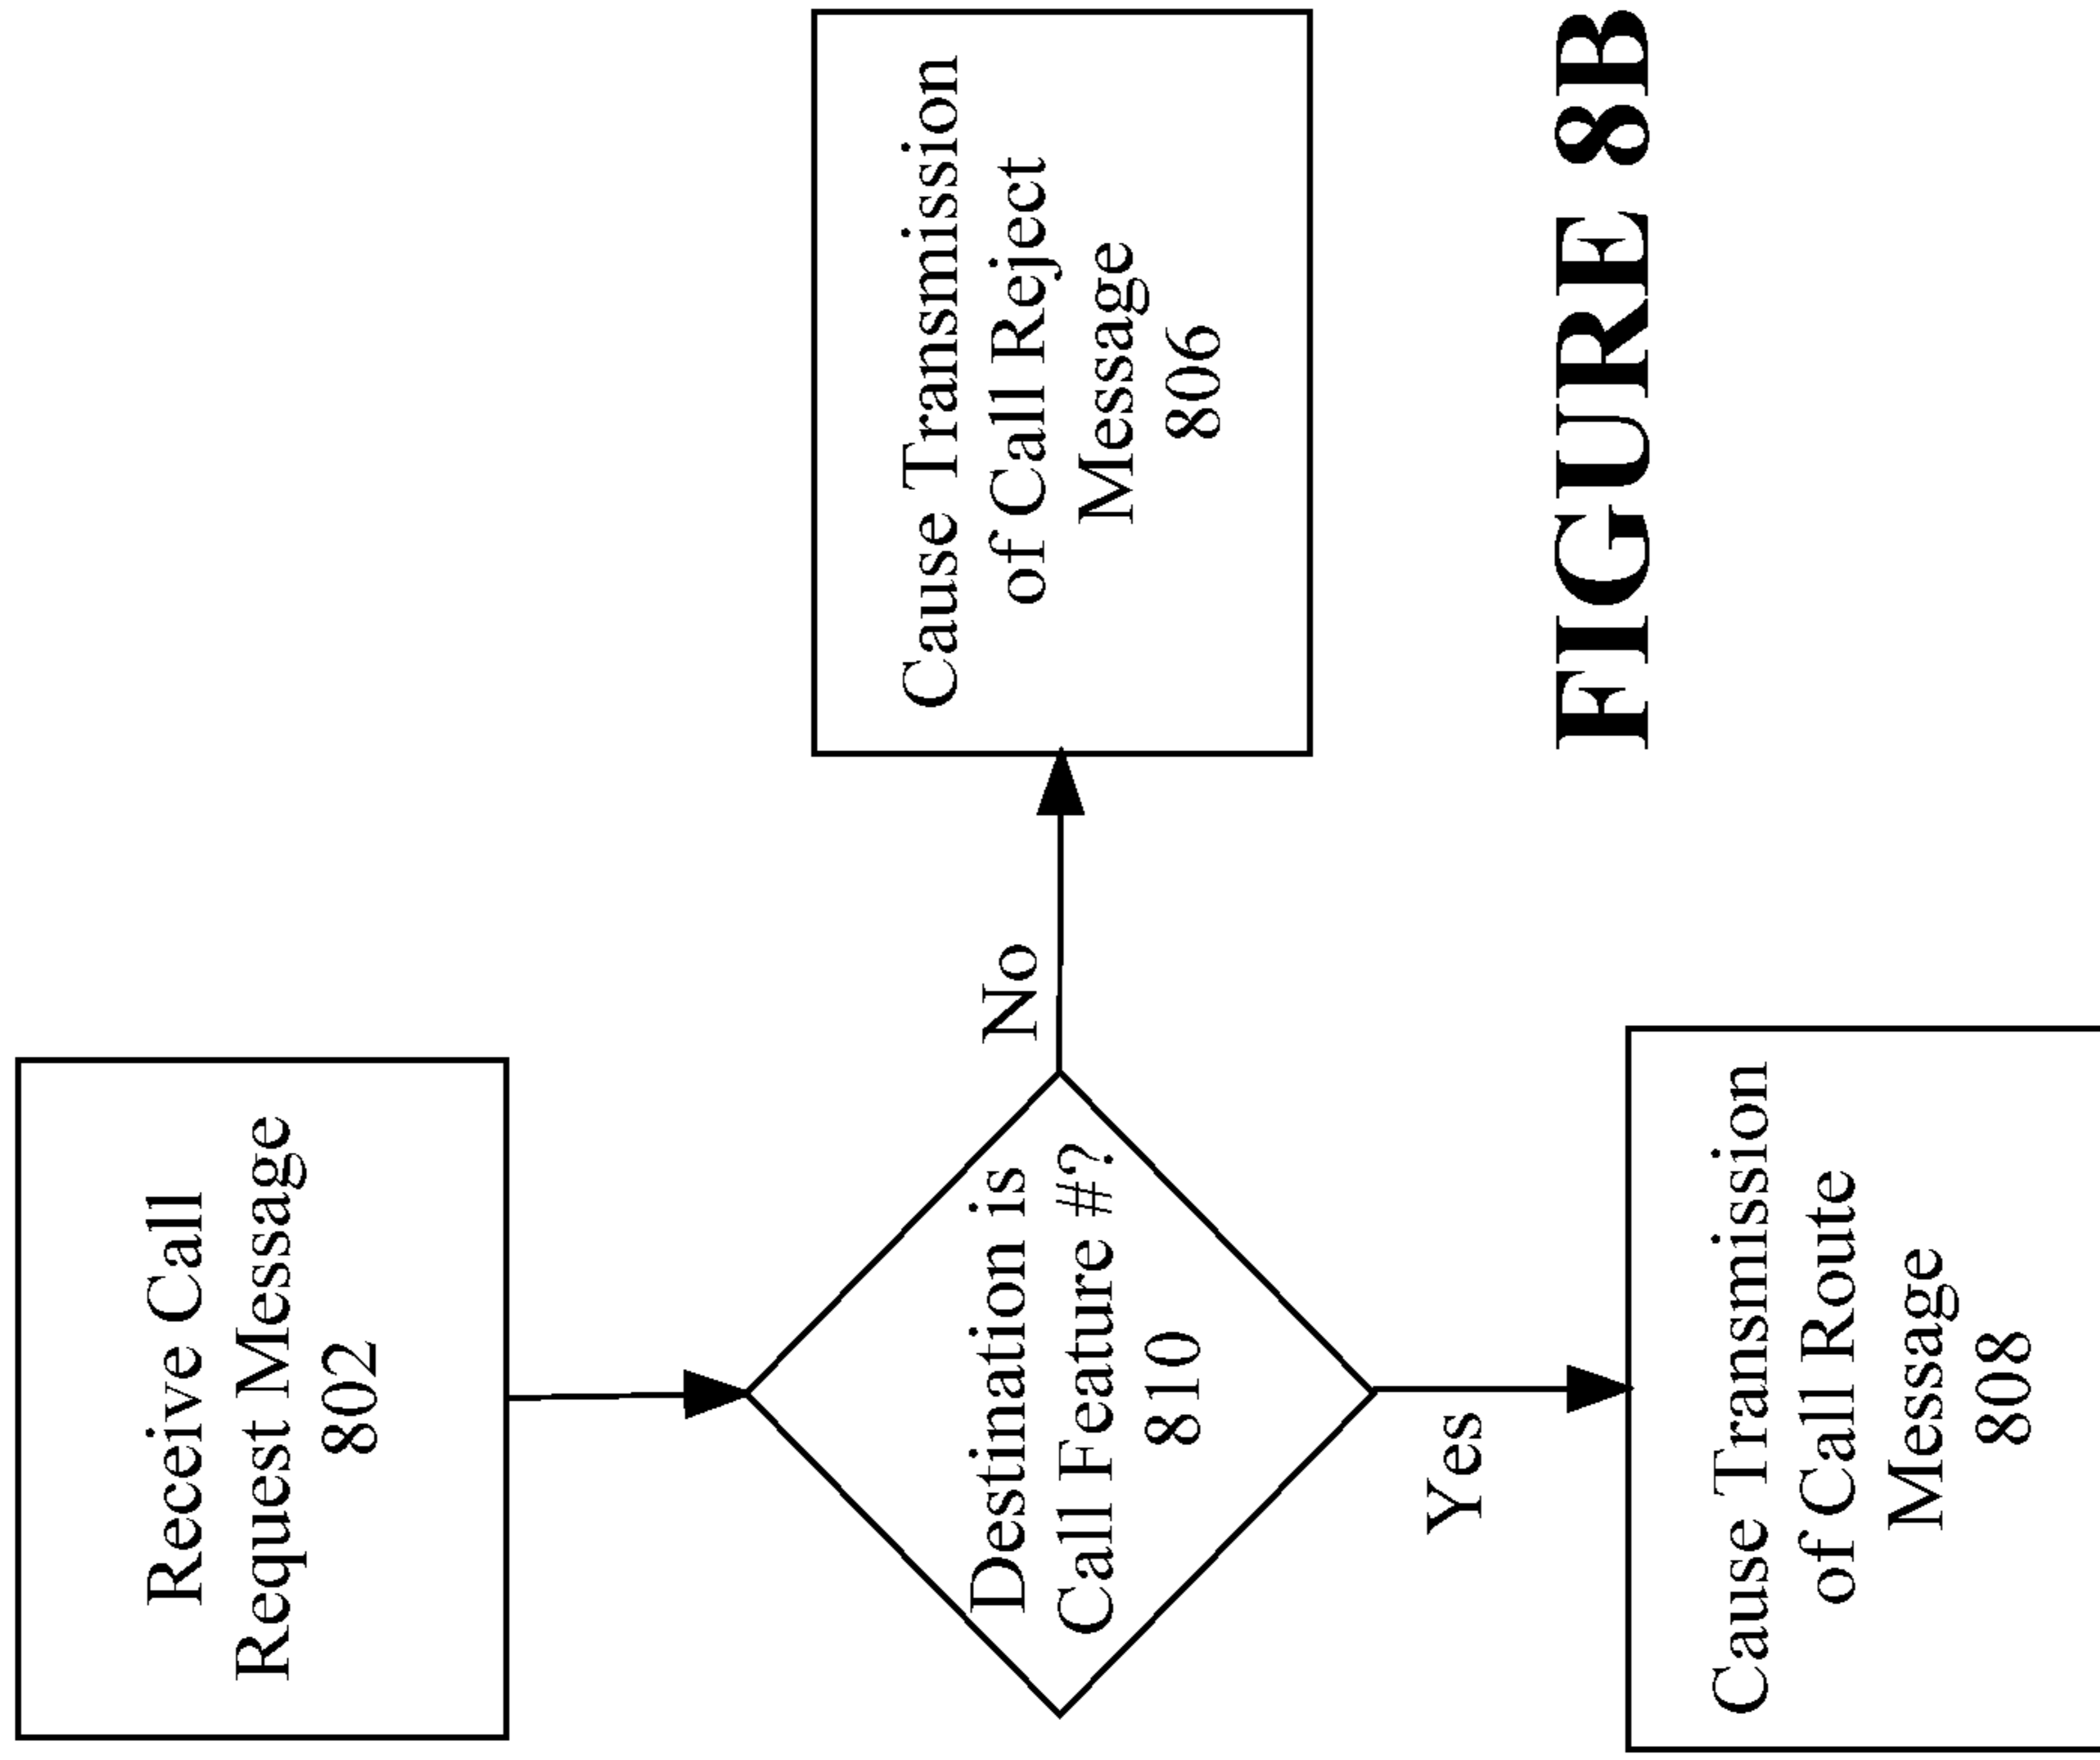 Receive Call
Request Message
802
Destination is
Call Feature #?
810
No
Cause Transmission
of Call Reject
Message
806
Yes
Cause Transmission
of Call Route
Message
808
FIGURE 8B